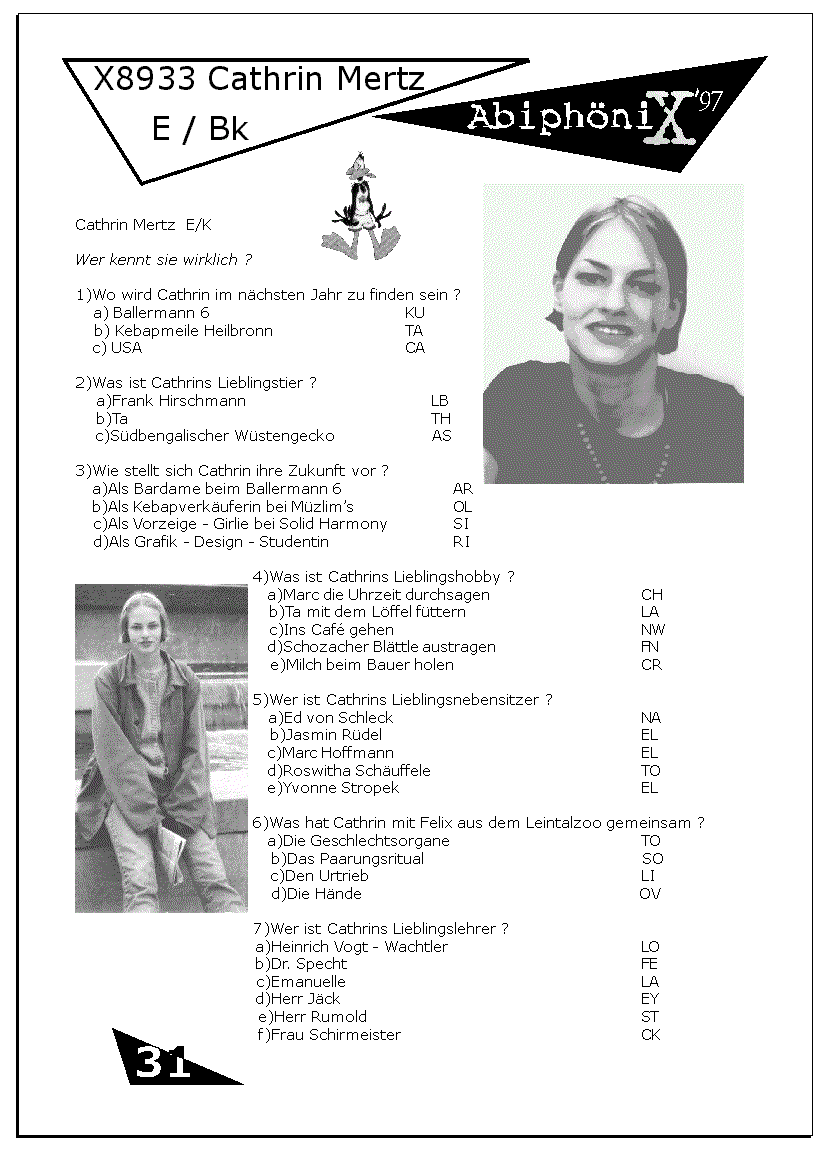 X8933 Cathrin Mertz
E / Bk
AbiphöniX '97
Cathrin Mertz E/K
Wer kennt sie wirklich ?
1)Wo wird Cathrin im nächsten Jahr zu finden sein ?
a) Ballermann 6 KU
b) Kebapmeile Heilbronn TA
c) USA CA
2)Was ist Cathrins Lieblingstier ?
a)Frank Hirschmann LB
b)Ta TH
c)Südbengalischer Wüstengecko AS
3)Wie stellt sich Cathrin ihre Zukunft vor ?
a)Als Bardame beim Ballermann 6 AR
b)Als Kebapverkäuferin bei Müzlim's OL
c)Als Vorzeige - Girlie bei Solid Harmony SI
d)Als Grafik - Design - Studentin RI
4)Was ist Cathrins Lieblingshobby ?
a)Marc die Uhrzeit durchsagen CH
b)Ta mit dem Löffel füttern LA
c)Ins Café gehen NW
d)Schozacher Blättle austragen FN
e)Milch beim Bauer holen CR
5)Wer ist Cathrins Lieblingsnebensitzer ?
a)Ed von Schleck NA
b)Jasmin Rüdel EL
c)Marc Hoffmann EL
d)Roswitha Schäuffele TO
e)Yvonne Stropek EL
6)Was hat Cathrin mit Felix aus dem Leintalzoo gemeinsam ?
a)Die Geschlechtsorgane TO
b)Das Paarungsritual SO
c)Den Urtrieb LI
d)Die Hände OV
7)Wer ist Cathrins Lieblingslehrer ?
a)Heinrich Vogt - Wachtler LO
b)Dr. Specht FE
c)Emanuelle LA
d)Herr Jäck EY
e)Herr Rumold ST
f)Frau Schirmeister CK
31